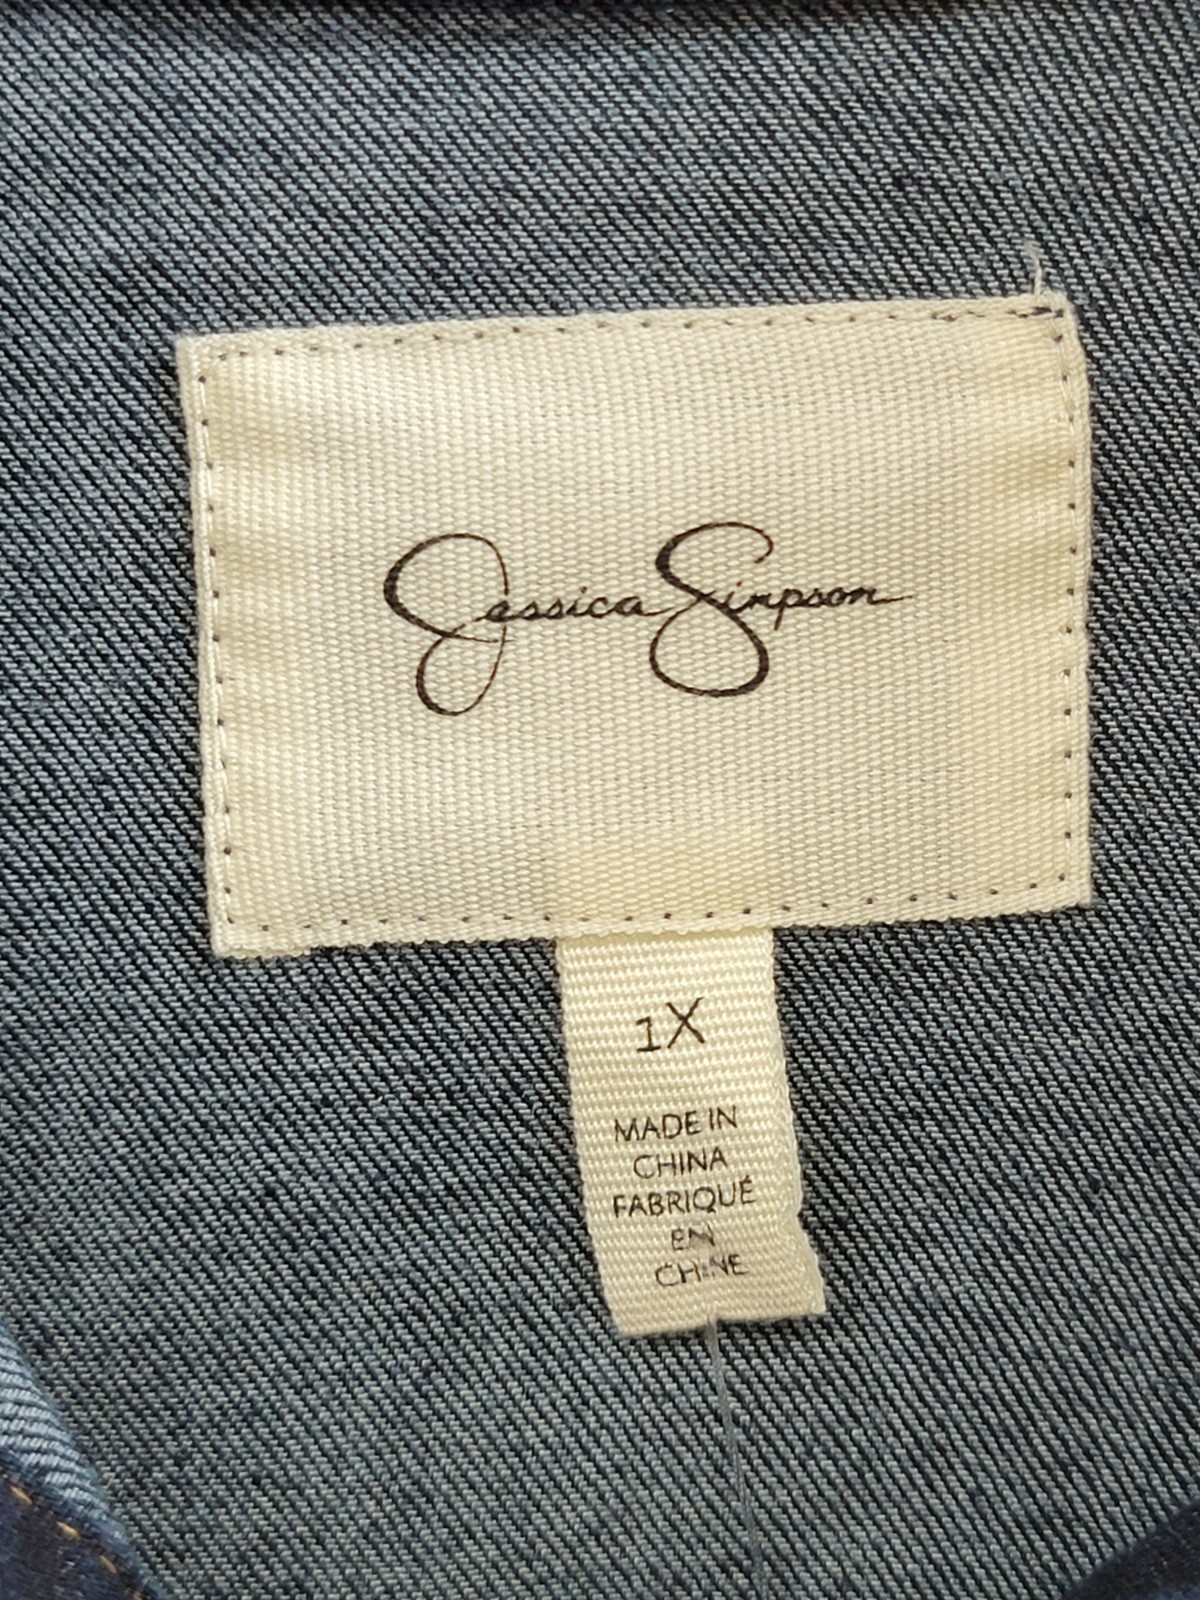 Jessica Simpson
1X
MADE IN
CHINA
FABRIQUÉ
EN
CHINE